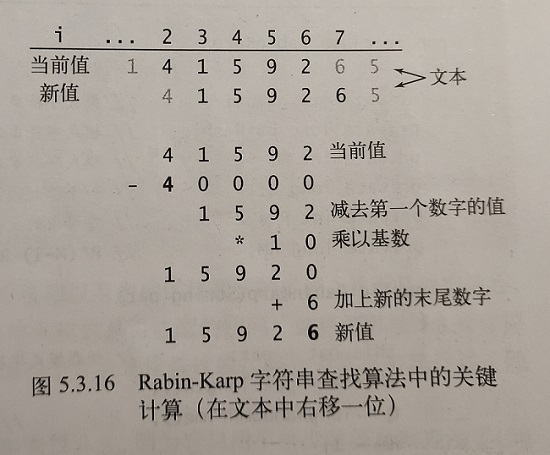 i ... 2 3 4 5 6 7 ...
当前值 1 4 1 5 9 2 6 5
文本
新值 4 1 5 9 2 6 5
4 1 5 9 2 当前值
- 4 0 0 0 0
1 5 9 2 减去第一个数字的值
* 1 0 乘以基数
1 5 9 2 0
+ 6 加上新的末尾数字
1 5 9 2 6 新值
图 5.3.16 Rabin-Karp 字符串查找算法中的关键
计算（在文本中右移一位）